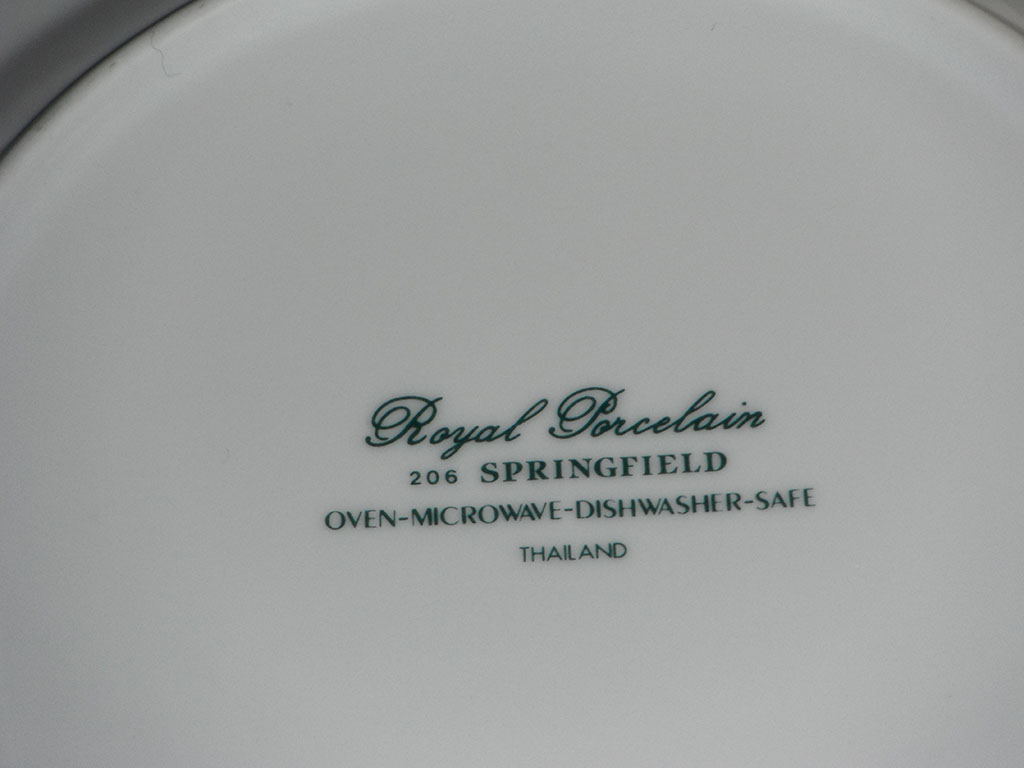 Royal Porcelain
206 SPRINGFIELD
OVEN-MICROWAVE-DISHWASHER-SAFE
THAILAND